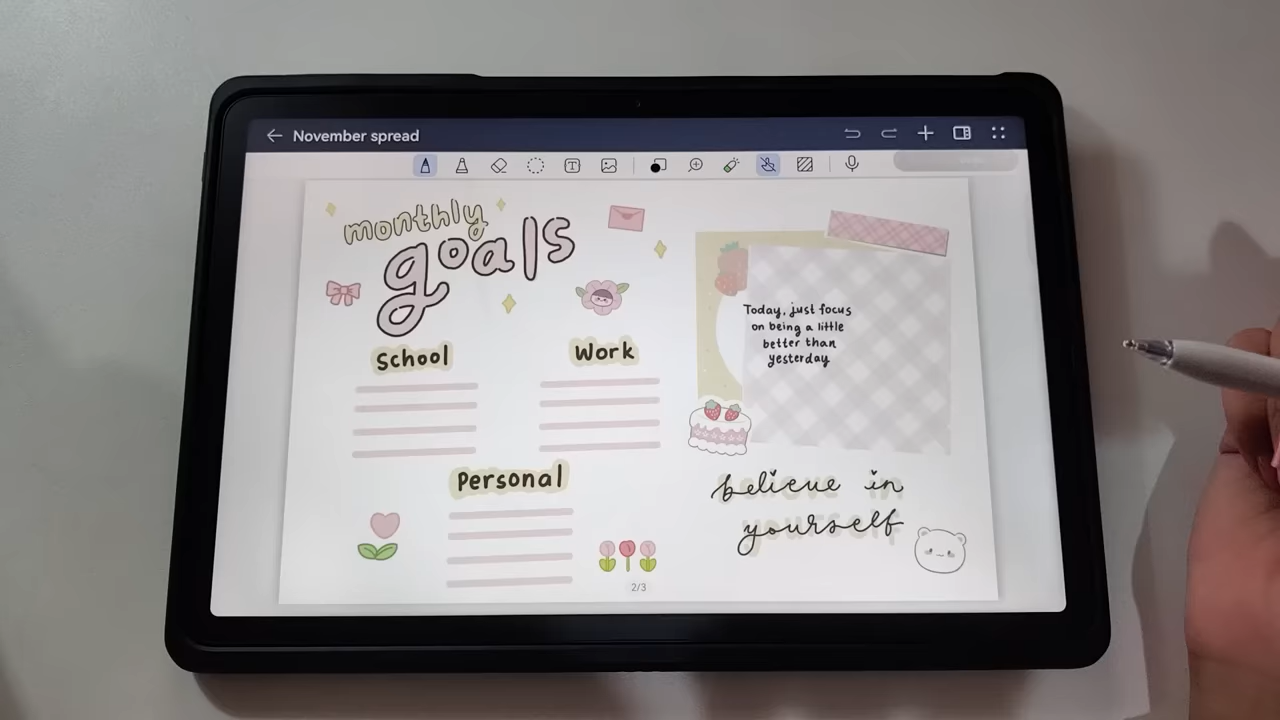 November spread
monthly
goals
School
Work
Personal
2/3
Today, just focus
on being a little
better than
yesterday
believe in
yourself